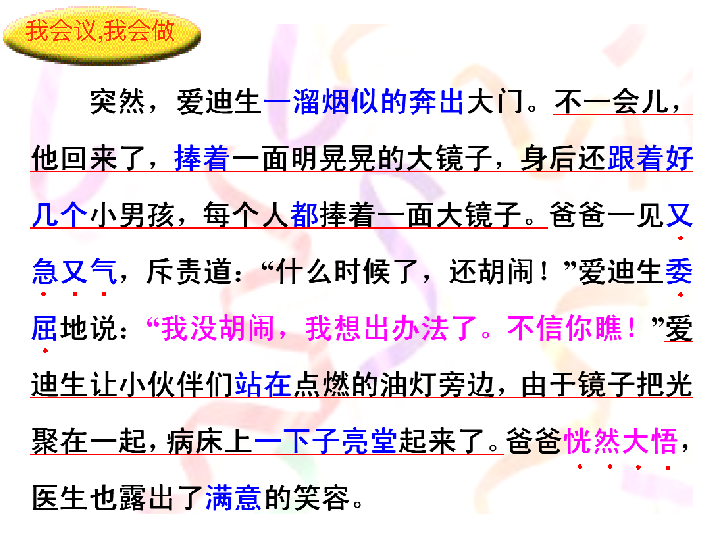 我会议,我会做
突然，爱迪生一溜烟似的奔出大门。不一会儿，
他回来了，捧着一面明晃晃的大镜子，身后还跟着好
几个小男孩，每个人都捧着一面大镜子。爸爸一见又
急又气，斥责道：“什么时候了，还胡闹！”爱迪生委
屈地说：“我没胡闹，我想出办法了。不信你瞧！”爱
迪生让小伙伴们站在点燃的油灯旁边，由于镜子把光
聚在一起，病床上一下子亮堂起来了。爸爸恍然大悟，
医生也露出了满意的笑容。